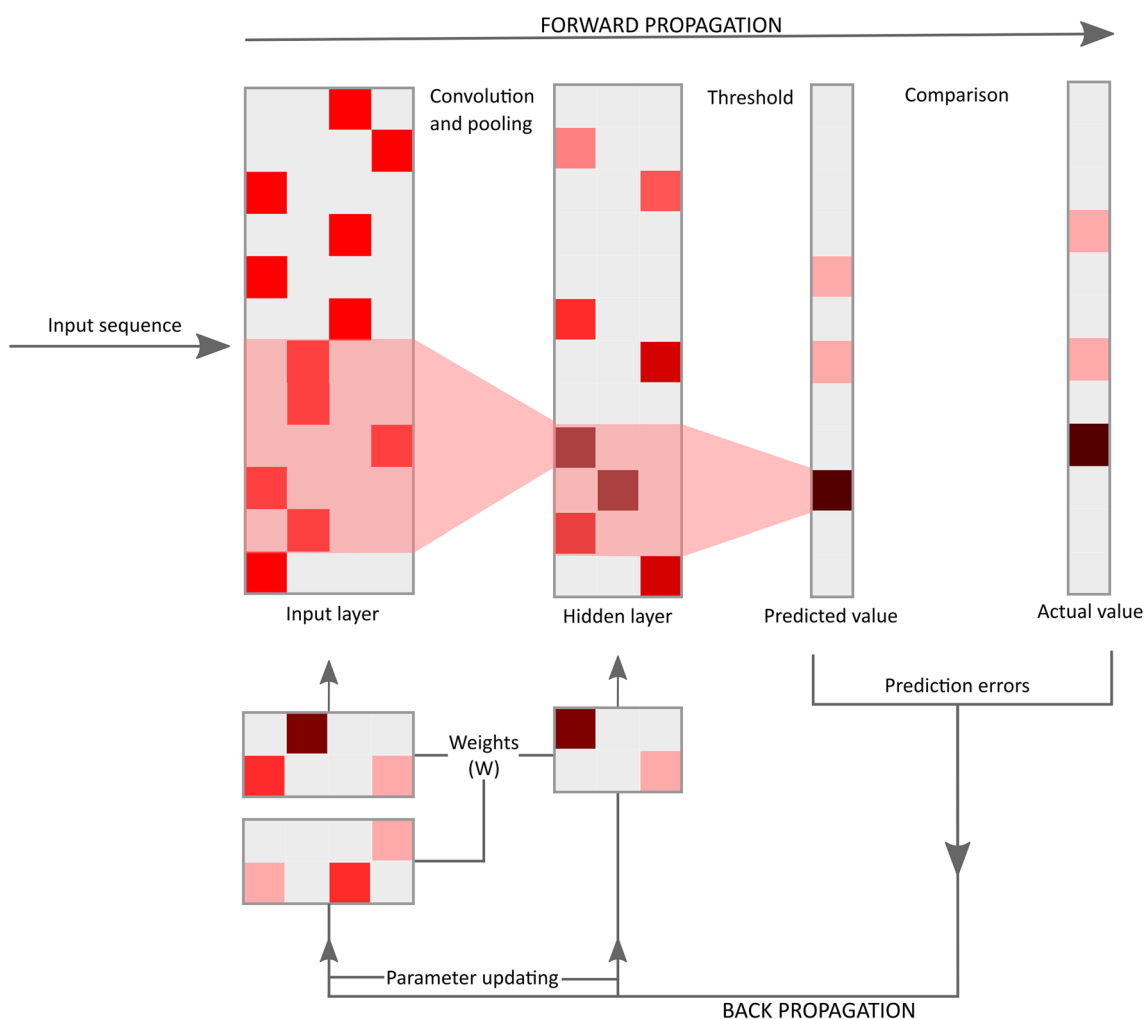 FORWARD PROPAGATION
Convolution
and pooling
Threshold
Comparison
Input sequence
Input layer
Hidden layer
Predicted value
Actual value
Prediction errors
Weights
(W)
Parameter updating
BACK PROPAGATION